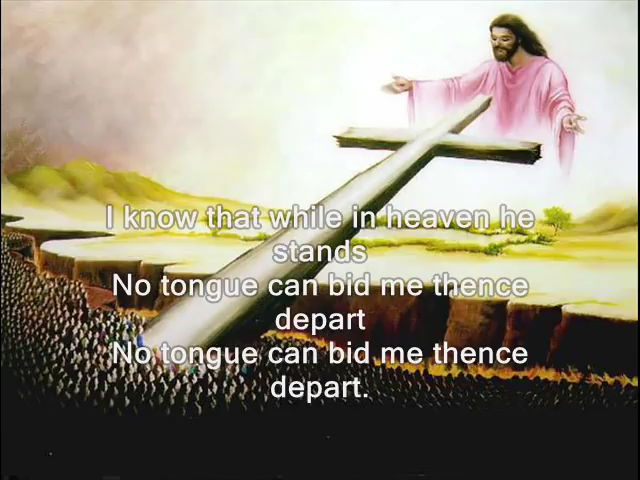 I know that while in heaven he
stands
No tongue can bid me thence
depart
No tongue can bid me thence
depart.